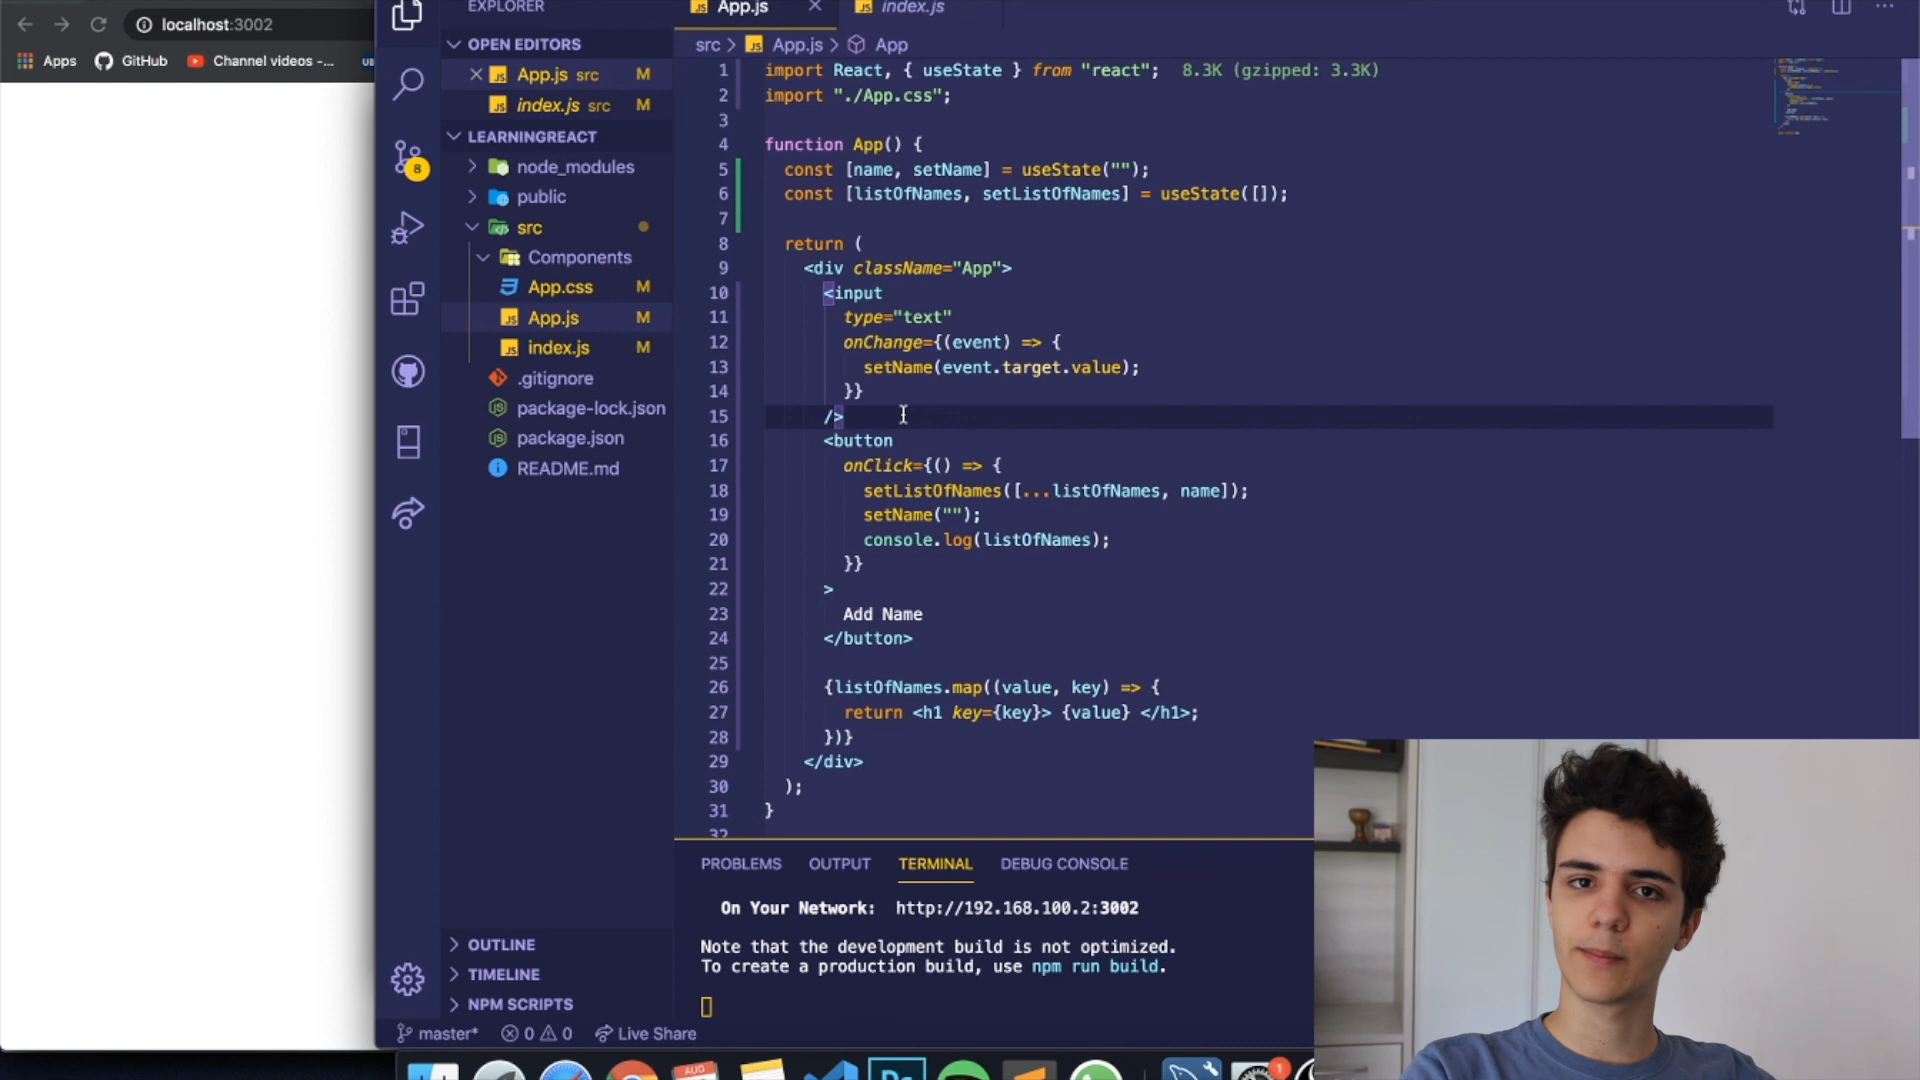 localhost:3002
Apps
GitHub
Channel videos -...
EXPLORER
OPEN EDITORS
App.js src M
index.js src M
LEARNINGREACT
node_modules
public
src
Components
App.css M
App.js M
index.js M
.gitignore
package-lock.json
package.json
README.md
OUTLINE
TIMELINE
NPM SCRIPTS
8
App.js
index.js
src > App.js > App
1 import React, { useState } from "react"; 8.3K (gzipped: 3.3K)
2 import "./App.css";
3
4 function App() {
5 const [name, setName] = useState("");
6 const [listOfNames, setListOfNames] = useState([]);
7
8 return (
9 <div className="App">
10 <input
11 type="text"
12 onChange={(event) => {
13 setName(event.target.value);
14 }}
15 />
16 <button
17 onClick={() => {
18 setListOfNames([...listOfNames, name]);
19 setName("");
20 console.log(listOfNames);
21 }}
22 >
23 Add Name
24 </button>
25
26 {listOfNames.map((value, key) => {
27 return <h1 key={key}> {value} </h1>;
28 })}
29 </div>
30 );
31 }
32
PROBLEMS OUTPUT TERMINAL DEBUG CONSOLE
On Your Network: http://192.168.100.2:3002
Note that the development build is not optimized.
To create a production build, use npm run build.
master* 0 0 Live Share
AUG
Ps
1